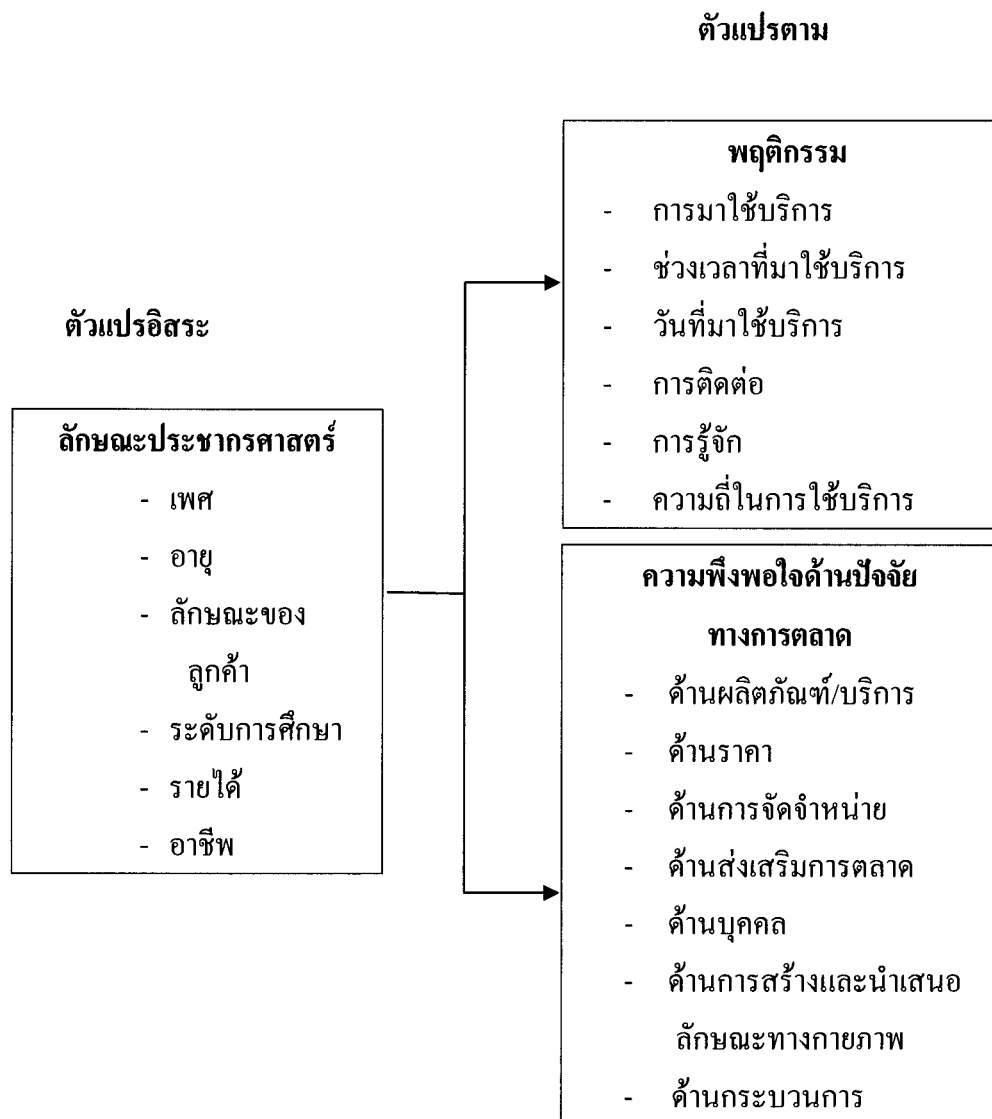 ตัวแปรตาม
ตัวแปรอิสระ
ลักษณะประชากรศาสตร์
- เพศ
- อายุ
- ลักษณะของ
ลูกค้า
- ระดับการศึกษา
- รายได้
- อาชีพ
พฤติกรรม
- การมาใช้บริการ
- ช่วงเวลาที่มาใช้บริการ
- วันที่มาใช้บริการ
- การติดต่อ
- การรู้จัก
- ความถี่ในการใช้บริการ
ความพึงพอใจด้านปัจจัย
ทางการตลาด
- ด้านผลิตภัณฑ์/บริการ
- ด้านราคา
- ด้านการจัดจำหน่าย
- ด้านส่งเสริมการตลาด
- ด้านบุคคล
- ด้านการสร้างและนำเสนอ
ลักษณะทางกายภาพ
- ด้านกระบวนการ